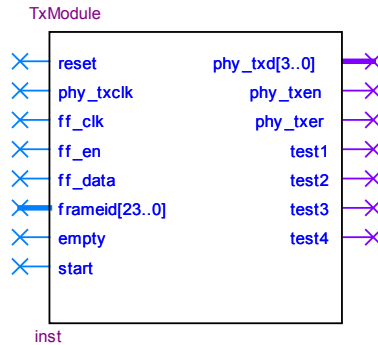 TxModule
reset phy_txd[3..0]
phy_txclk phy_txen
ff_clk phy_txer
ff_en test1
ff_data test2
frameid[23..0] test3
empty test4
start
inst